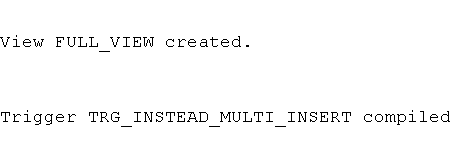 View FULL_VIEW created.
Trigger TRG_INSTEAD_MULTI_INSERT compiled